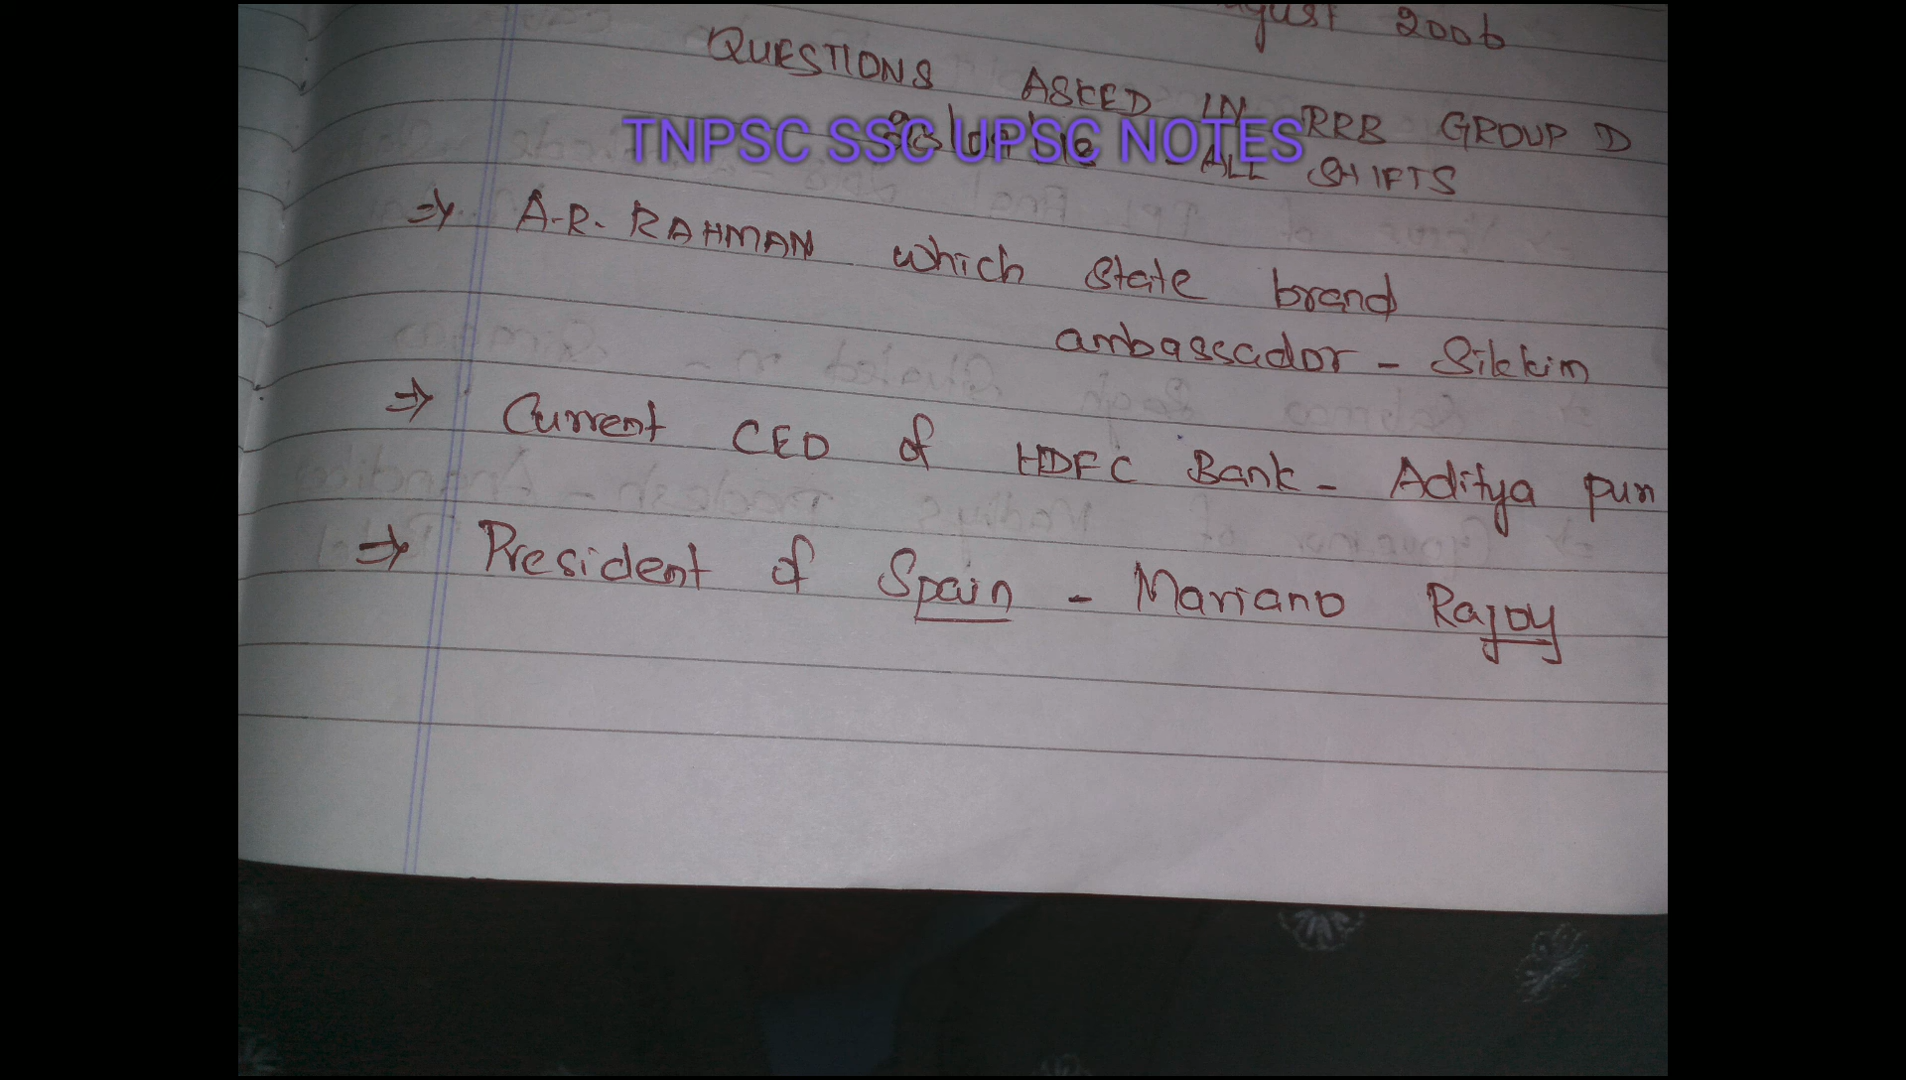 2006
QUESTIONS ASKED IN RRB GROUP D
TNPSC SSC UPSC NOTES
- ALL SHIFTS
⇒ A.R. RAHMAN which state brand
ambassador - Sikkim
⇒ Current CEO of HDFC Bank - Aditya puri
⇒ President of Spain - Mariano Rajoy